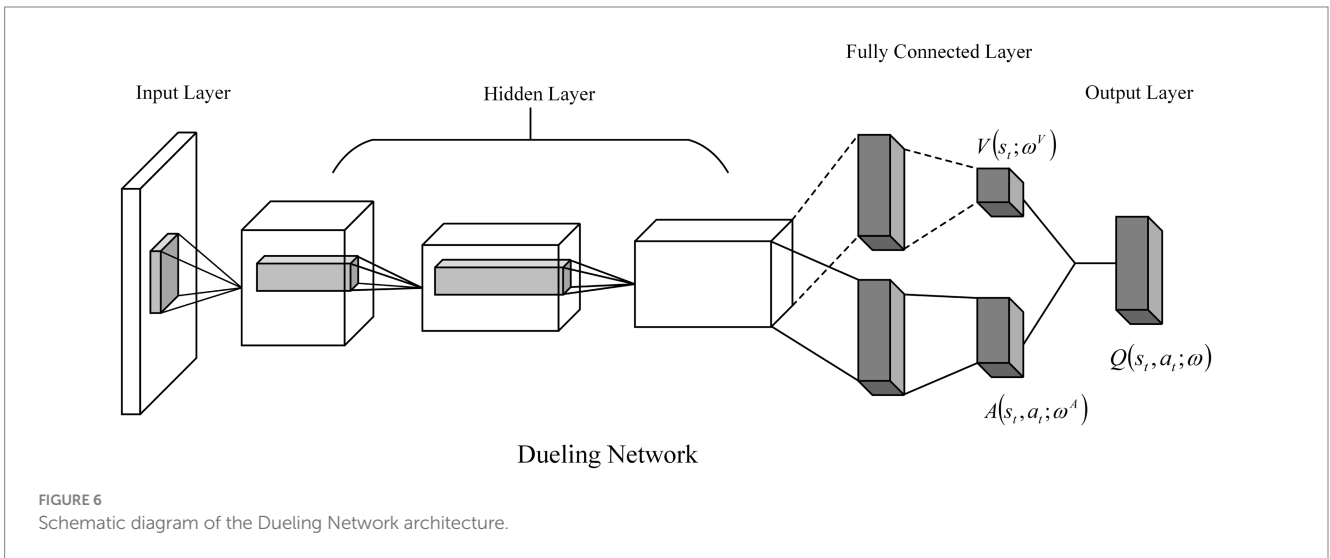 Fully Connected Layer
Input Layer
Hidden Layer
Output Layer
V(s_t;ω^V)
Q(s_t,a_t;ω)
A(s_t,a_t;ω^A)
Dueling Network
FIGURE 6
Schematic diagram of the Dueling Network architecture.